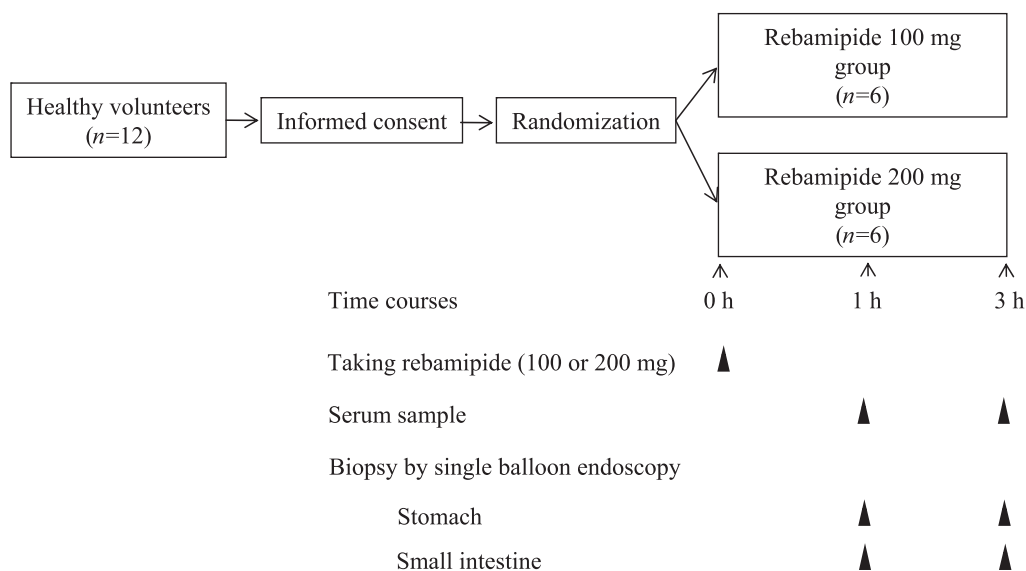 Rebamipide 100 mg
group
(n=6)
Healthy volunteers
(n=12)
Informed consent
Randomization
Rebamipide 200 mg
group
(n=6)
Time courses
0 h
1 h
3 h
Taking rebamipide (100 or 200 mg)
Serum sample
Biopsy by single balloon endoscopy
Stomach
Small intestine